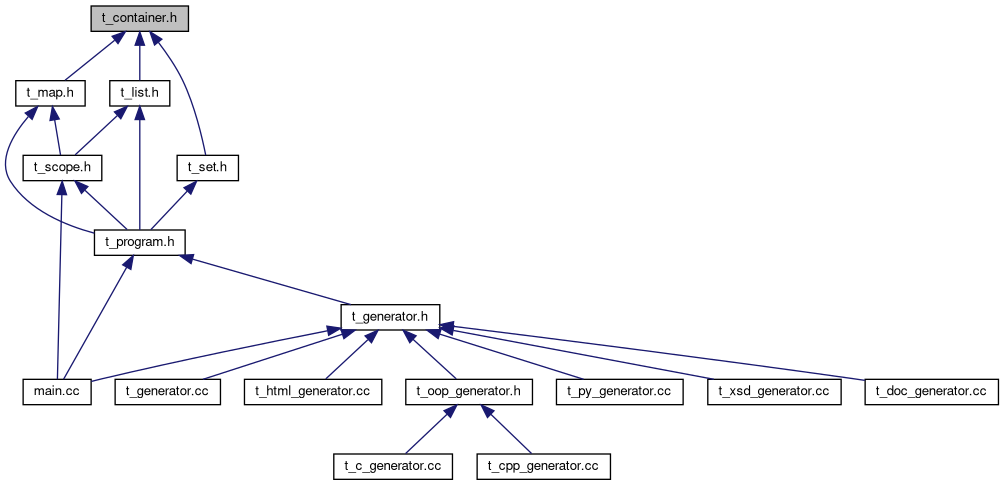 t_container.h
t_map.h
t_list.h
t_scope.h
t_set.h
t_program.h
t_generator.h
main.cc
t_generator.cc
t_html_generator.cc
t_oop_generator.h
t_py_generator.cc
t_xsd_generator.cc
t_doc_generator.cc
t_c_generator.cc
t_cpp_generator.cc